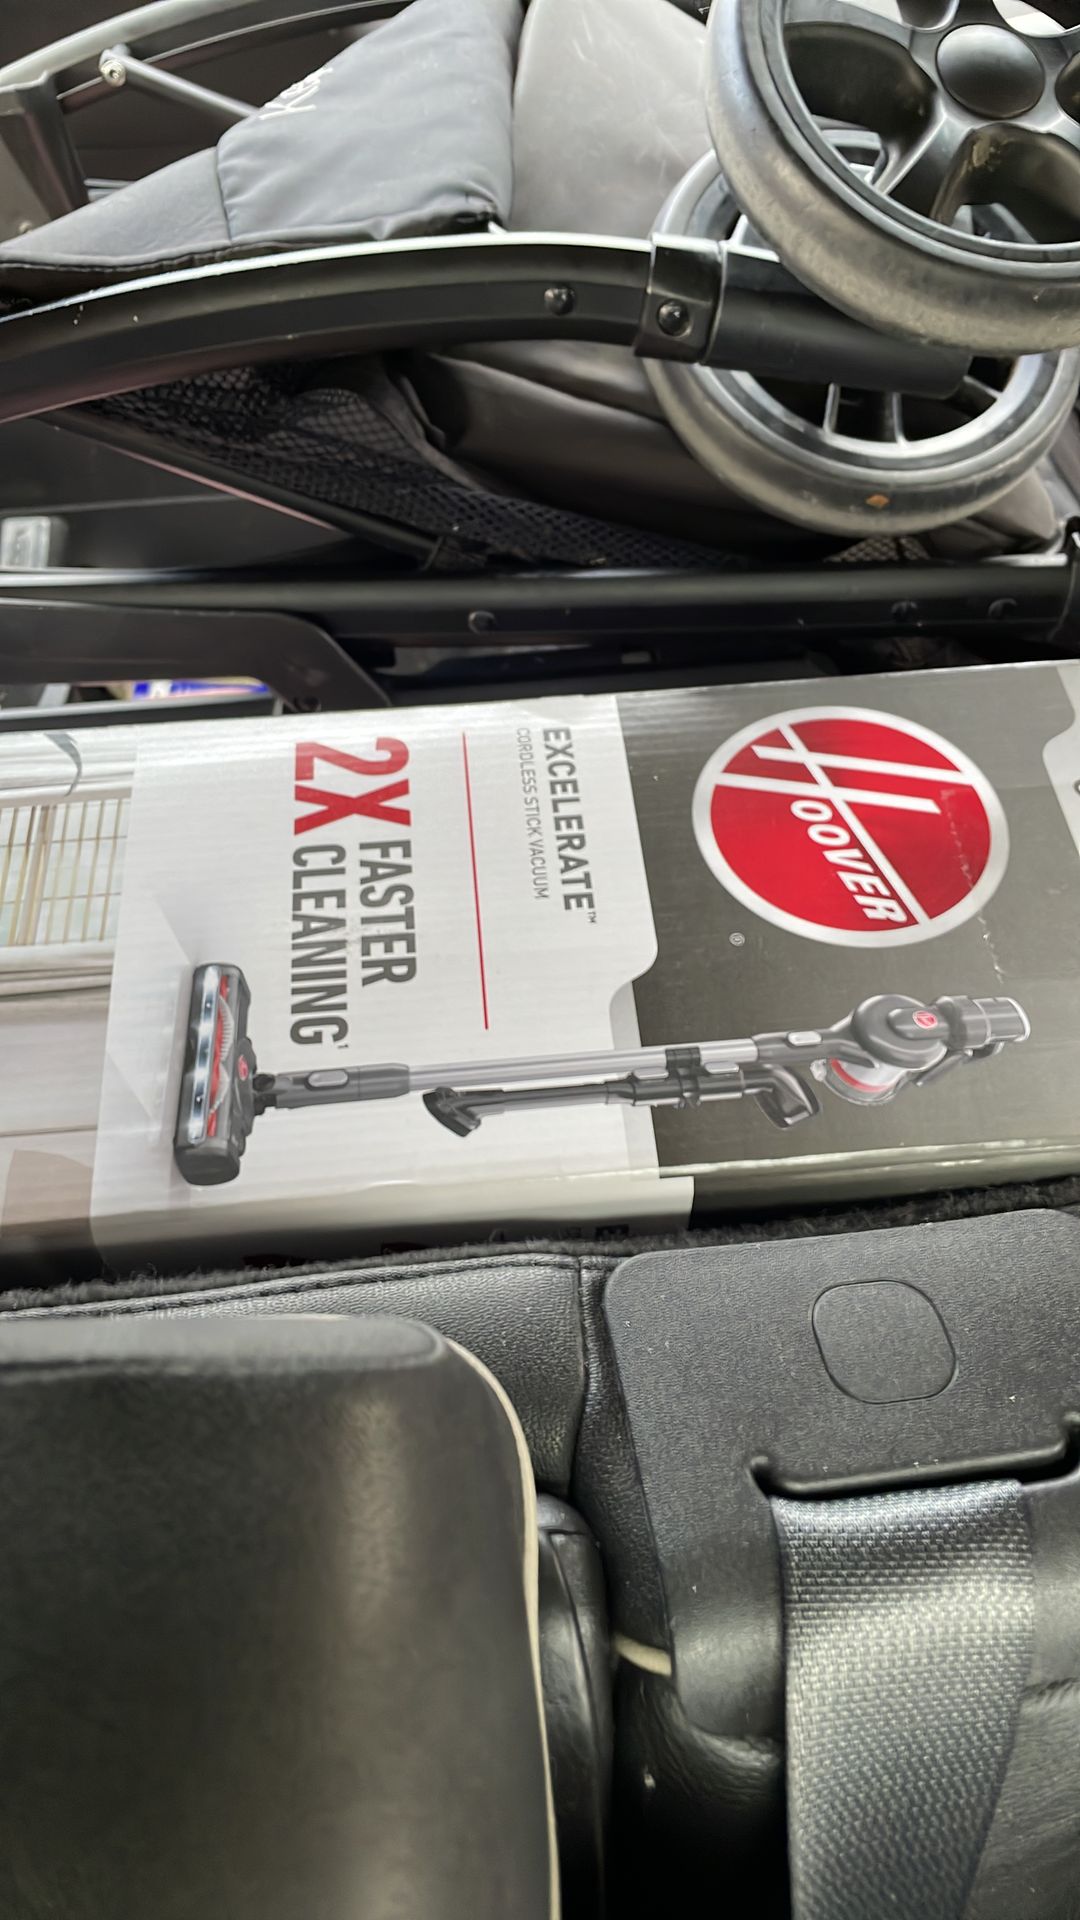 HOOVER
®
EXCELERATE™
CORDLESS STICK VACUUM
2X FASTER
CLEANING¹